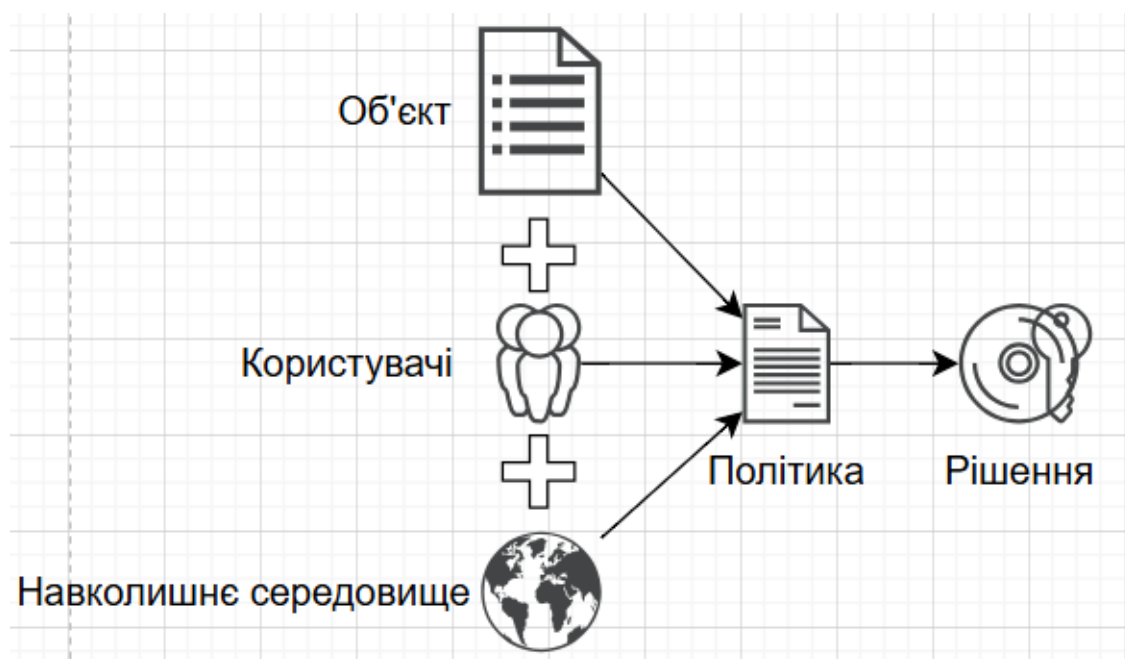 Об'єкт
Користувачі
Політика
Рішення
Навколишнє середовище